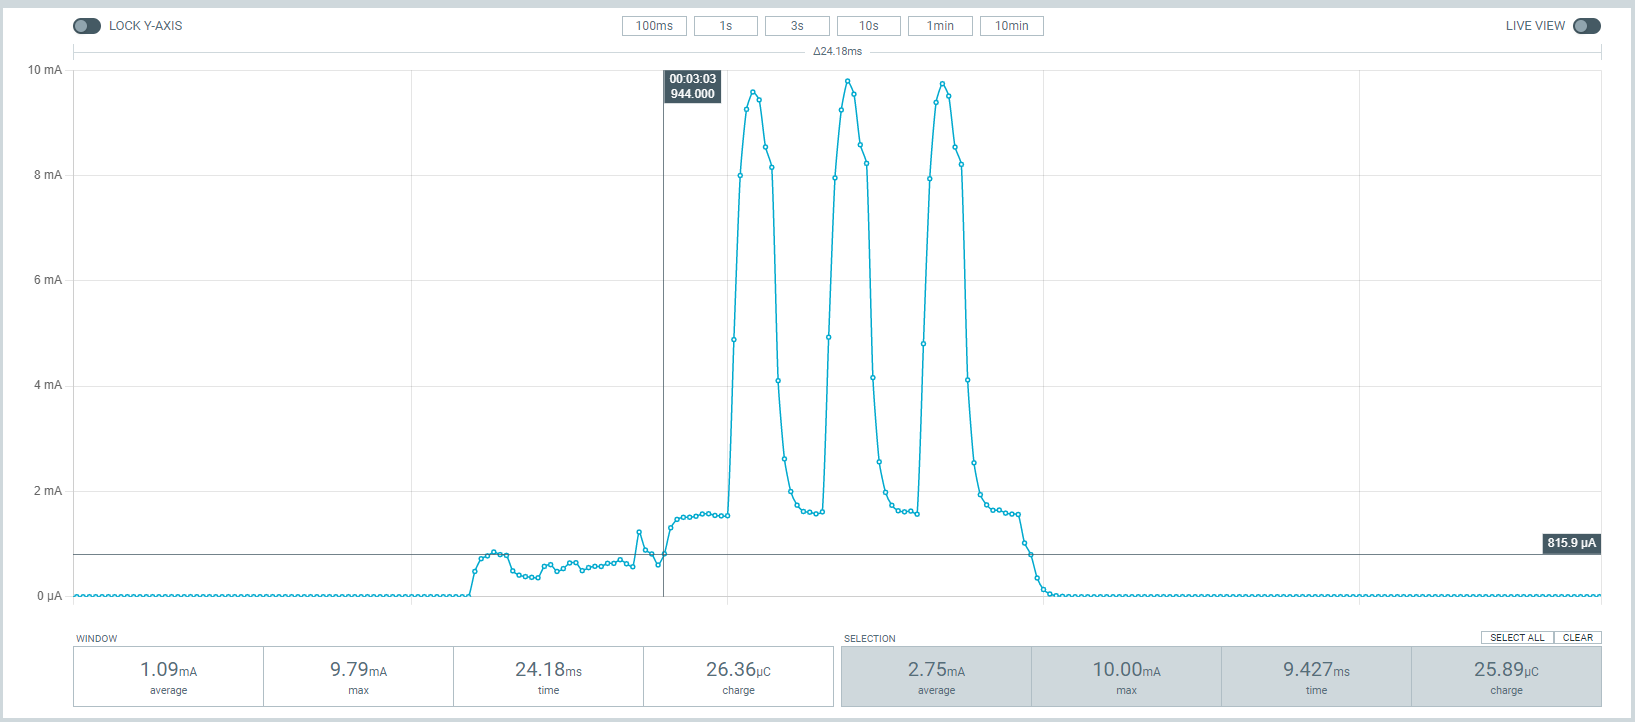 LOCK Y-AXIS
100ms
1s
3s
10s
1min
10min
LIVE VIEW
Δ24.18ms
10 mA
8 mA
6 mA
4 mA
2 mA
0 µA
00:03:03
944.000
815.9 µA
WINDOW
1.09mA
average
9.79mA
max
24.18ms
time
26.36µC
charge
SELECTION
SELECT ALL
CLEAR
2.75mA
average
10.00mA
max
9.427ms
time
25.89µC
charge